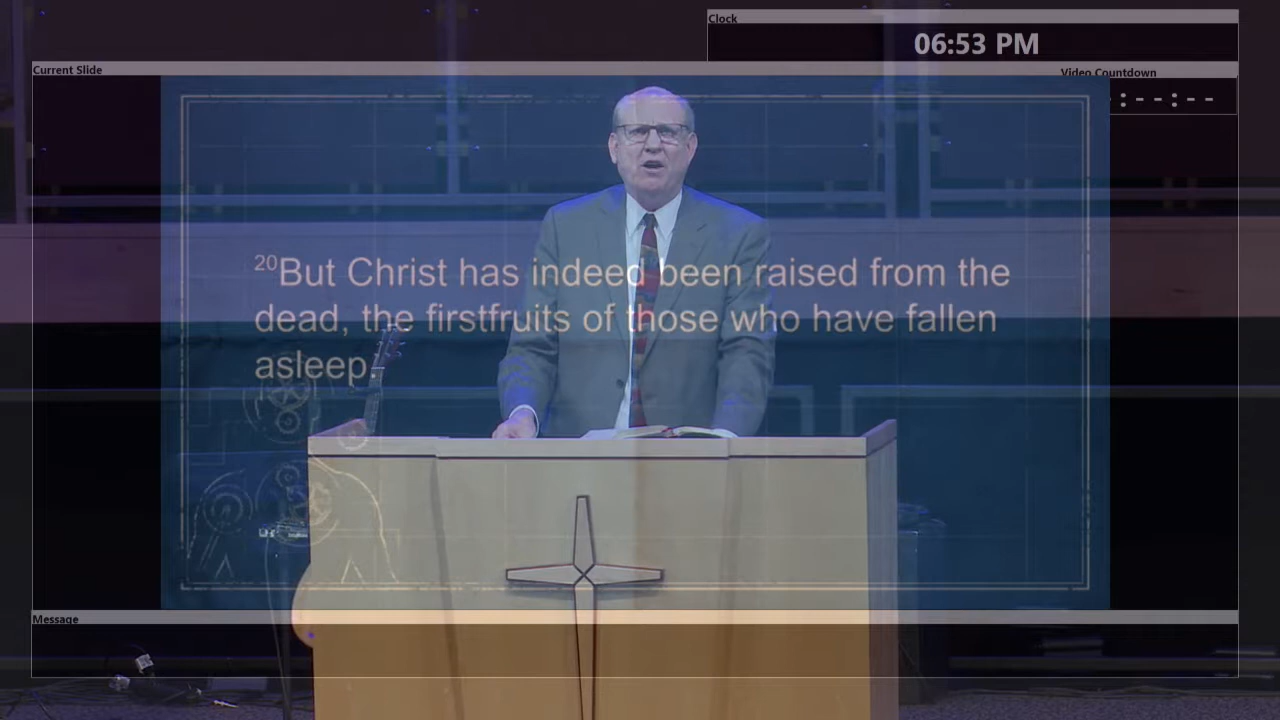 Clock
06:53 PM
Current Slide
Video Countdown
:--:--
20But Christ has indeed been raised from the
dead, the firstfruits of those who have fallen
asleep.
Message